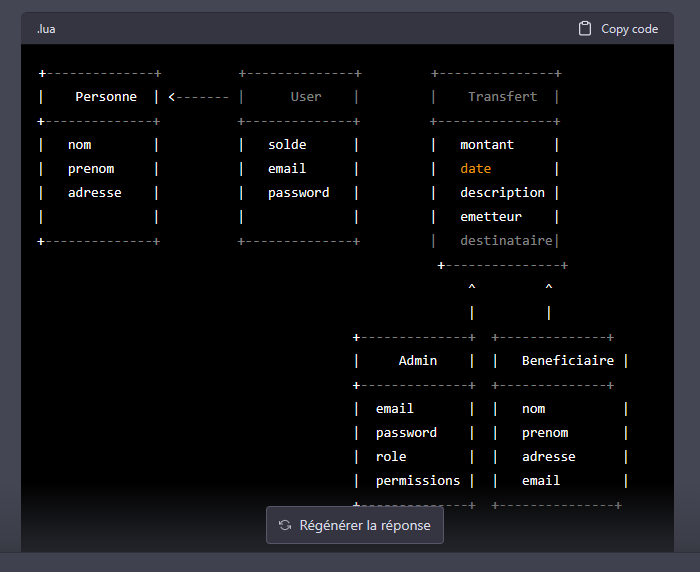 .lua Copy code
+--------------+ +--------------+ +--------------+
| Personne | <------- | User | | Transfert |
+--------------+ +--------------+ +--------------+
| nom | | solde | | montant |
| prenom | | email | | date |
| adresse | | password | | description |
| | | | | emetteur |
+--------------+ +--------------+ | destinataire|
+---------------+
^ ^
| |
+--------------+ +--------------+
| Admin | | Beneficiaire |
+--------------+ +--------------+
| email | | nom |
| password | | prenom |
| role | | adresse |
| permissions | | email |
+--------------+ +---------------+
Régénérer la réponse